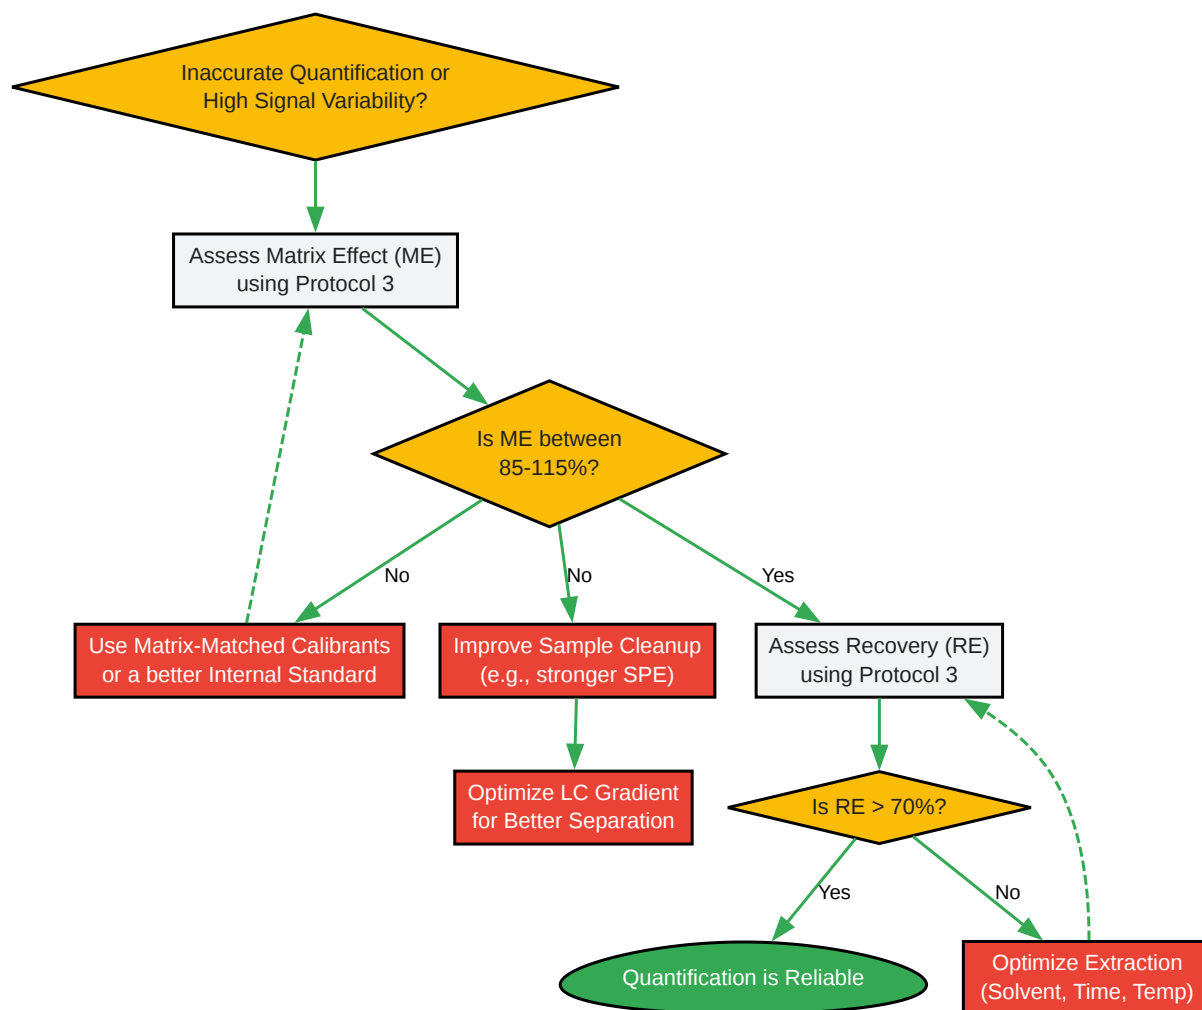 Inaccurate Quantification or
High Signal Variability?
Assess Matrix Effect (ME)
using Protocol 3
Is ME between
85-115%?
No
No
Yes
Use Matrix-Matched Calibrants
or a better Internal Standard
Improve Sample Cleanup
(e.g., stronger SPE)
Assess Recovery (RE)
using Protocol 3
Optimize LC Gradient
for Better Separation
Is RE > 70%?
Yes
No
Quantification is Reliable
Optimize Extraction
(Solvent, Time, Temp)